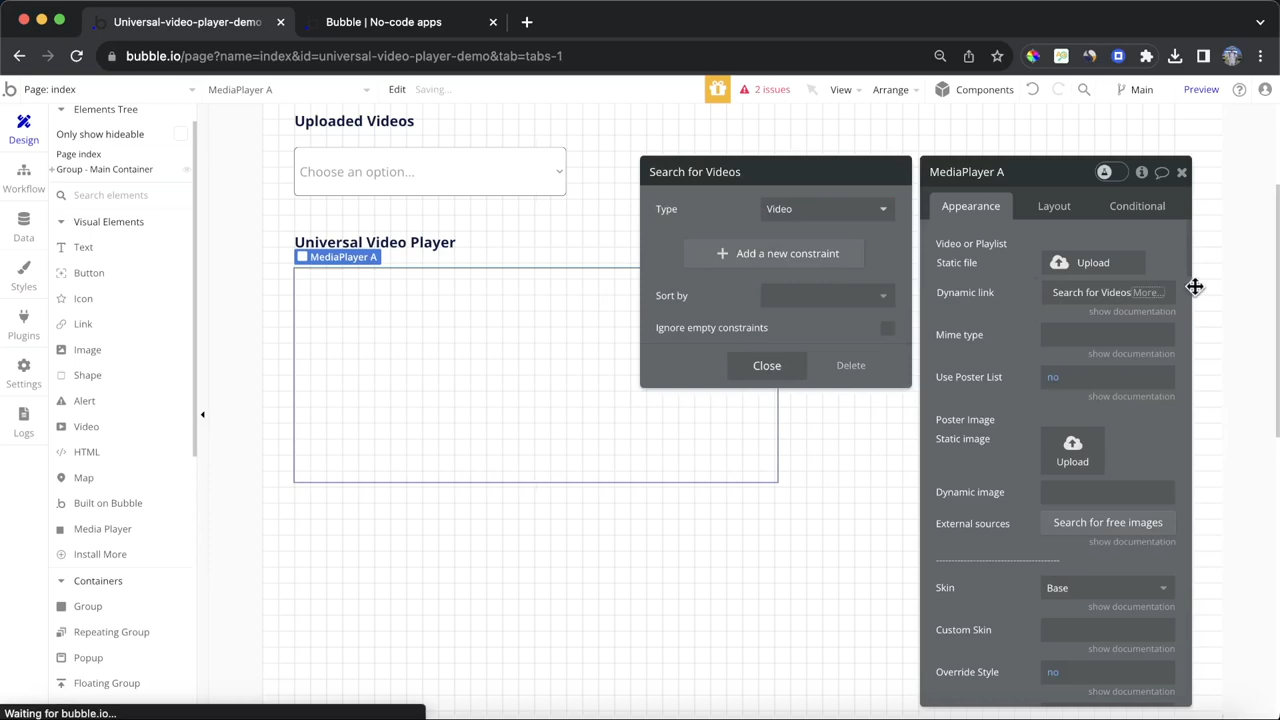 Universal-video-player-demo
Bubble | No-code apps
bubble.io/page?name=index&id=universal-video-player-demo&tab=tabs-1
Page: index
MediaPlayer A
Edit
Saving...
2 issues
View
Arrange
Components
Main
Preview
Design
Workflow
Data
Styles
Plugins
Settings
Logs
Elements Tree
Only show hideable
Page index
Group - Main Container
Search elements
Visual Elements
Text
Button
Icon
Link
Image
Shape
Alert
Video
HTML
Map
Built on Bubble
Media Player
Install More
Containers
Group
Repeating Group
Popup
Floating Group
Uploaded Videos
Choose an option...
Universal Video Player
MediaPlayer A
Search for Videos
Type
Video
Add a new constraint
Sort by
Ignore empty constraints
Close
Delete
MediaPlayer A
Appearance
Layout
Conditional
Video or Playlist
Static file
Upload
Dynamic link
Search for Videos More...
show documentation
Mime type
show documentation
Use Poster List
no
show documentation
Poster Image
Static image
Upload
Dynamic image
External sources
Search for free images
show documentation
----------------------------------------
Skin
Base
show documentation
Custom Skin
show documentation
Override Style
no
show documentation
Waiting for bubble.io...